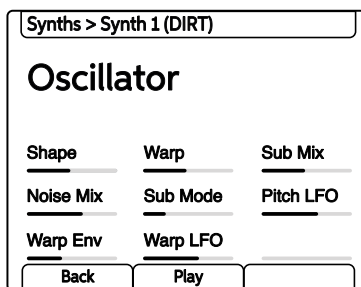 Synths > Synth 1 (DIRT)
Oscillator
Shape Warp Sub Mix
Noise Mix Sub Mode Pitch LFO
Warp Env Warp LFO
Back Play